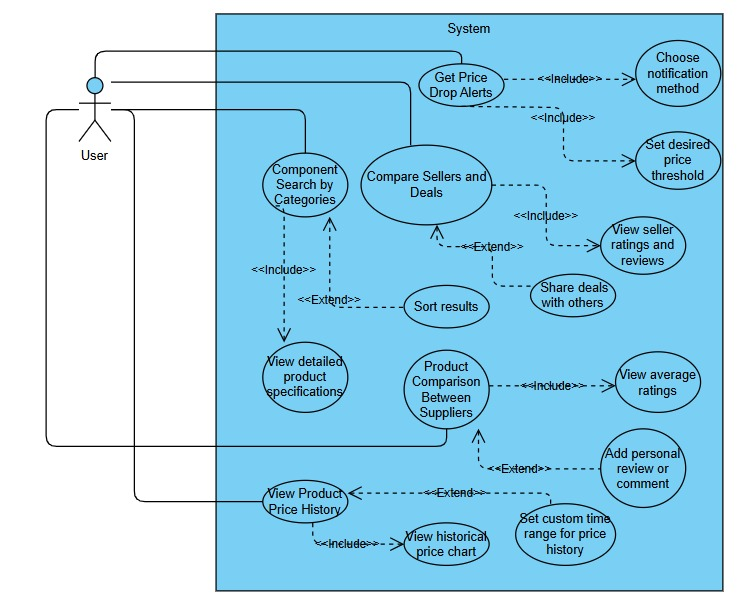 System
Get Price
Drop Alerts
<<Include>>
Choose
notification
method
<<Include>>
Set desired
price
threshold
User
Component
Search by
Categories
Compare Sellers and
Deals
<<Include>>
View seller
ratings and
reviews
<<Extend>>
Share deals
with others
<<Include>>
<<Extend>>
Sort results
View detailed
product
specifications
Product
Comparison
Between
Suppliers
<<Include>>
View average
ratings
<<Extend>>
Add personal
review or
comment
View Product
Price History
<<Extend>>
Set custom time
range for price
history
<<Include>>
View historical
price chart